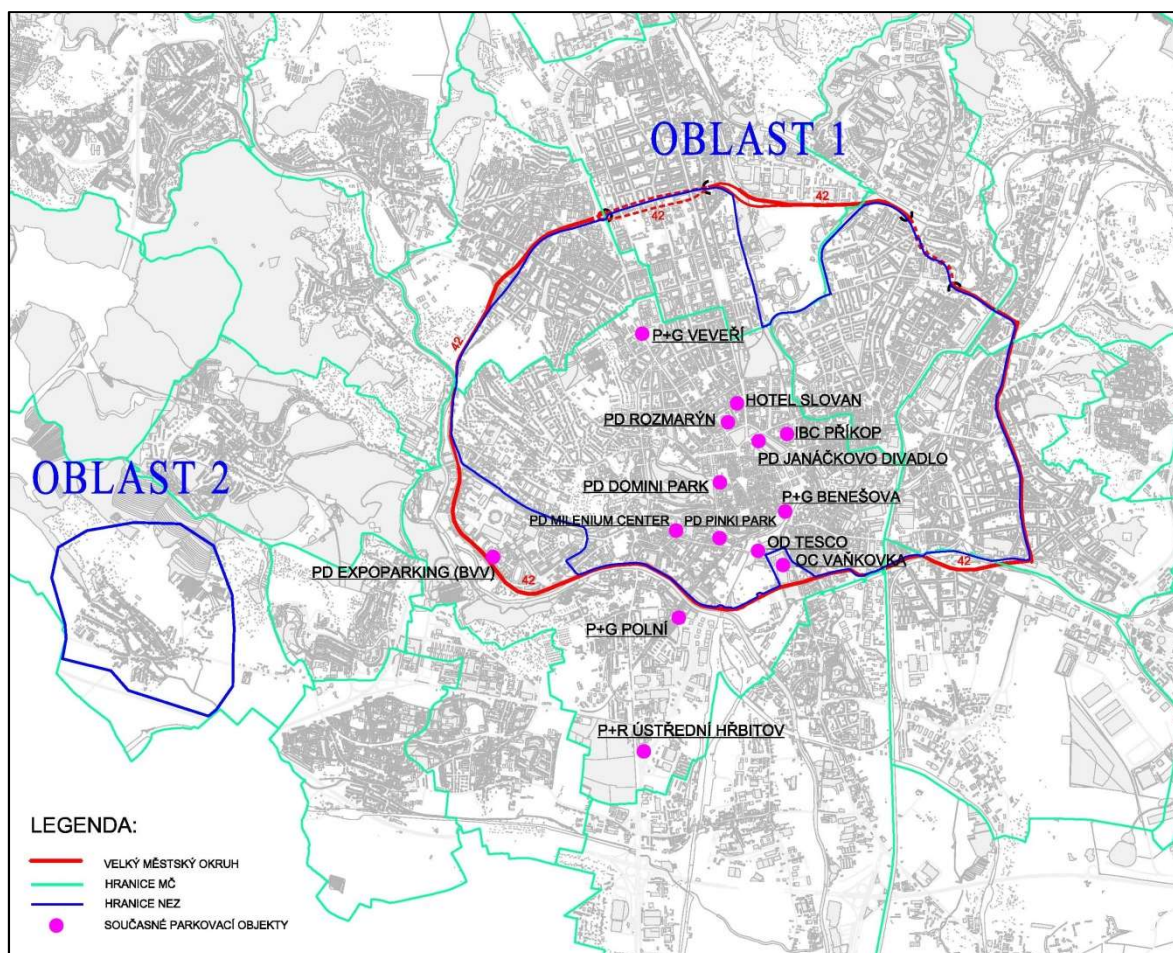 OBLAST 1
42
42
42
P+G VEVEŘÍ
HOTEL SLOVAN
PD ROZMARÝN
IBC PŘÍKOP
PD JANÁČKOVO DIVADLO
OBLAST 2
PD DOMINI PARK
P+G BENEŠOVA
PD MILENIUM CENTER
PD PINKI PARK
OD TESCO
OC VAŇKOVKA
PD EXPOPARKING (BVV)
42
42
P+G POLNÍ
P+R ÚSTŘEDNÍ HŘBITOV
LEGENDA:
VELKÝ MĚSTSKÝ OKRUH
HRANICE MČ
HRANICE NEZ
SOUČASNÉ PARKOVACÍ OBJEKTY